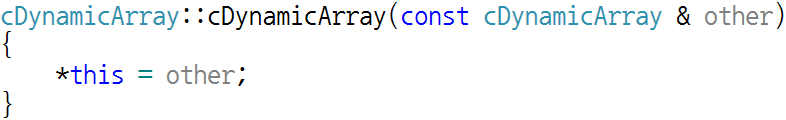 cDynamicArray::cDynamicArray(const cDynamicArray & other)
{
    *this = other;
}